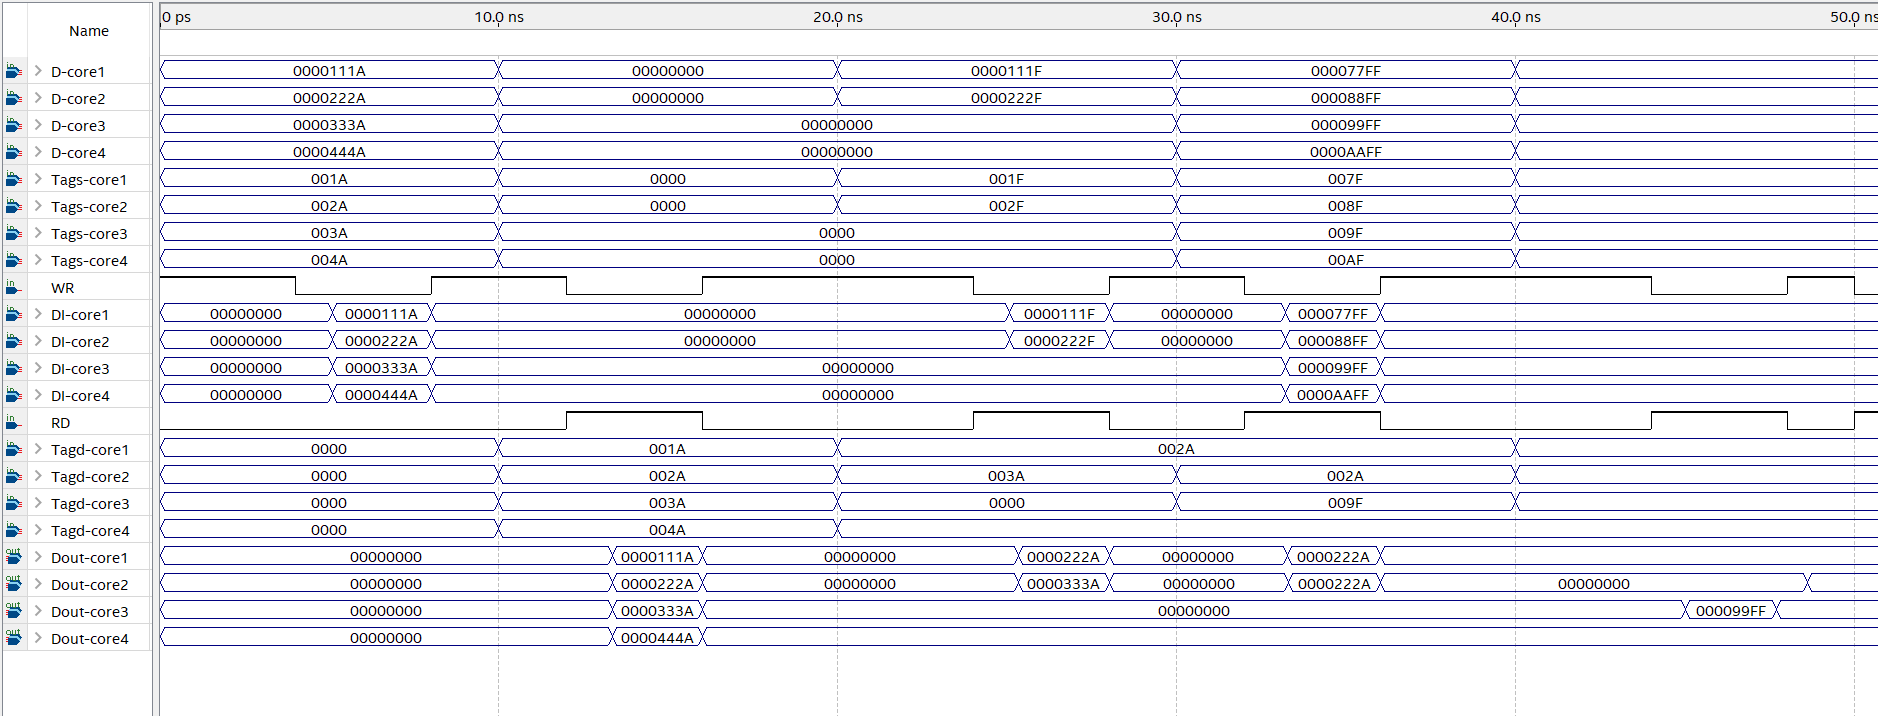 0 ps 10.0 ns 20.0 ns 30.0 ns 40.0 ns 50.0 ns
Name
D-core1 0000111A 00000000 0000111F 000077FF
D-core2 0000222A 00000000 0000222F 000088FF
D-core3 0000333A 00000000 000099FF
D-core4 0000444A 00000000 0000AAFF
Tags-core1 001A 0000 001F 007F
Tags-core2 002A 0000 002F 008F
Tags-core3 003A 0000 009F
Tags-core4 004A 0000 00AF
WR
DI-core1 00000000 0000111A 00000000 0000111F 00000000 000077FF
DI-core2 00000000 0000222A 00000000 0000222F 00000000 000088FF
DI-core3 00000000 0000333A 00000000 000099FF
DI-core4 00000000 0000444A 00000000 0000AAFF
RD
Tagd-core1 0000 001A 002A
Tagd-core2 0000 002A 003A 002A
Tagd-core3 0000 003A 0000 009F
Tagd-core4 0000 004A
Dout-core1 00000000 0000111A 00000000 0000222A 00000000 0000222A
Dout-core2 00000000 0000222A 00000000 0000333A 00000000 0000222A 00000000
Dout-core3 00000000 0000333A 00000000 000099FF
Dout-core4 00000000 0000444A